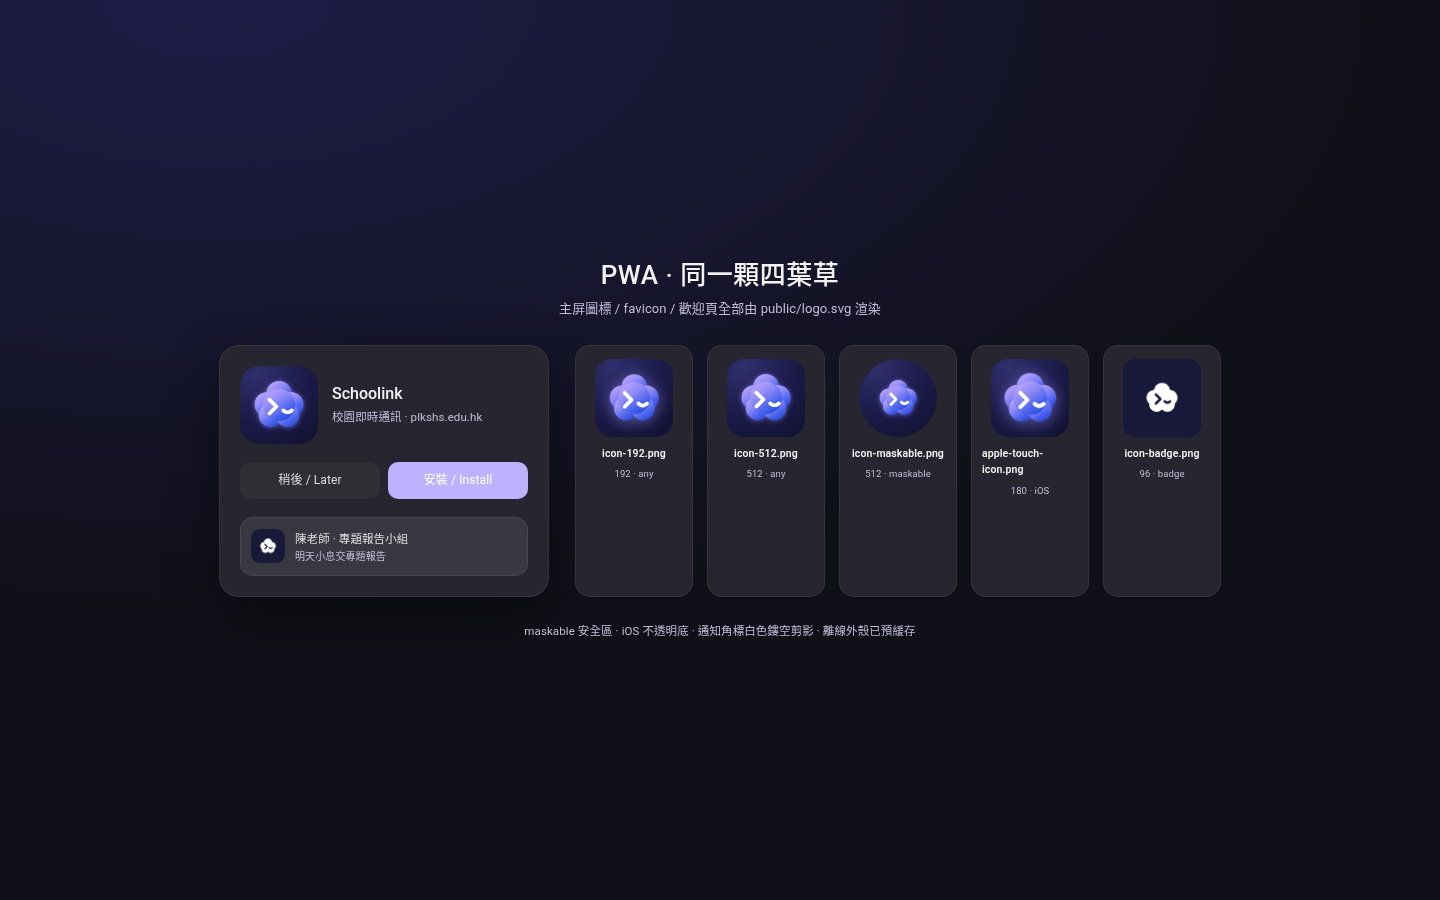 PWA · 同一顆四葉草
主屏圖標 / favicon / 歡迎頁全部由 public/logo.svg 渲染
Schoolink
校園即時通訊 · plkshs.edu.hk
稍後 / Later
安裝 / Install
陳老師 · 專題報告小組
明天小息交專題報告
icon-192.png
192 · any
icon-512.png
512 · any
icon-maskable.png
512 · maskable
apple-touch-
icon.png
180 · iOS
icon-badge.png
96 · badge
maskable 安全區 · iOS 不透明底 · 通知角標白色鏤空剪影 · 離線外殼已預緩存